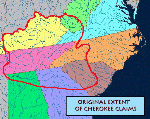 ORIGINAL EXTENT
OF CHEROKEE CLAIMS